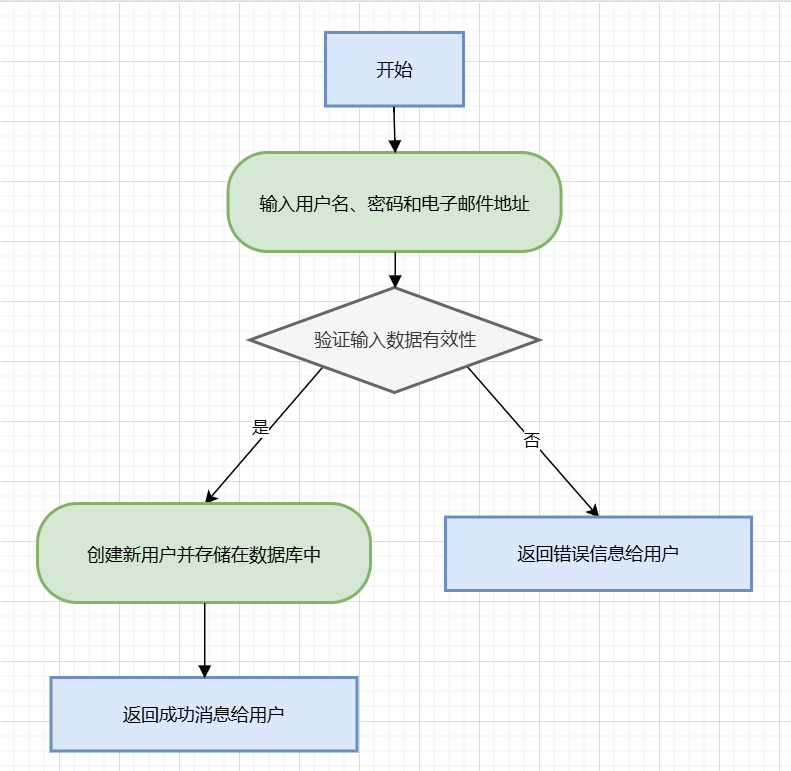 开始
输入用户名、密码和电子邮件地址
验证输入数据有效性
是
否
创建新用户并存储在数据库中
返回错误信息给用户
返回成功消息给用户